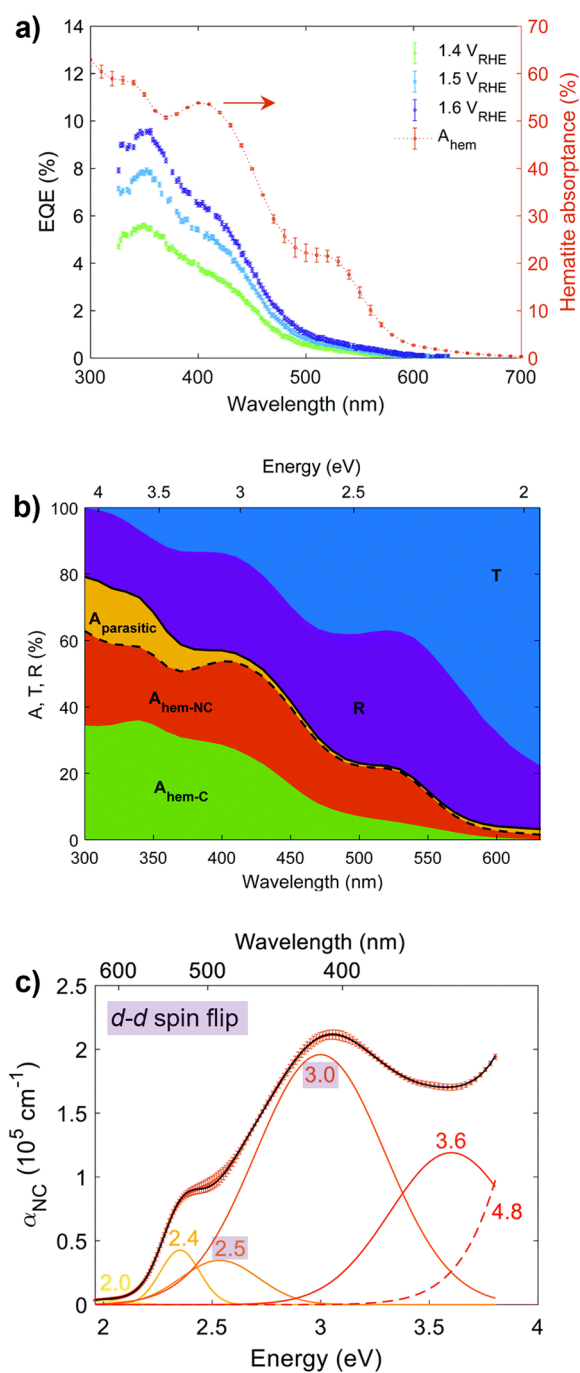 a)
14
12
10
8
6
4
2
0
EQE (%)
70
60
50
40
30
20
10
0
Hematite absorptance (%)
1.4 V_RHE
1.5 V_RHE
1.6 V_RHE
A_hem
300 400 500 600 700
Wavelength (nm)
b)
Energy (eV)
4 3.5 3 2.5 2
100
80
60
40
20
0
A, T, R (%)
T
A_parasitic
A_hem-NC
R
A_hem-C
300 350 400 450 500 550 600
Wavelength (nm)
c)
Wavelength (nm)
600 500 400
2.5
2
1.5
1
0.5
0
α_NC (10^5 cm^-1)
d-d spin flip
3.0
3.6
4.8
2.4
2.5
2.0
2 2.5 3 3.5 4
Energy (eV)